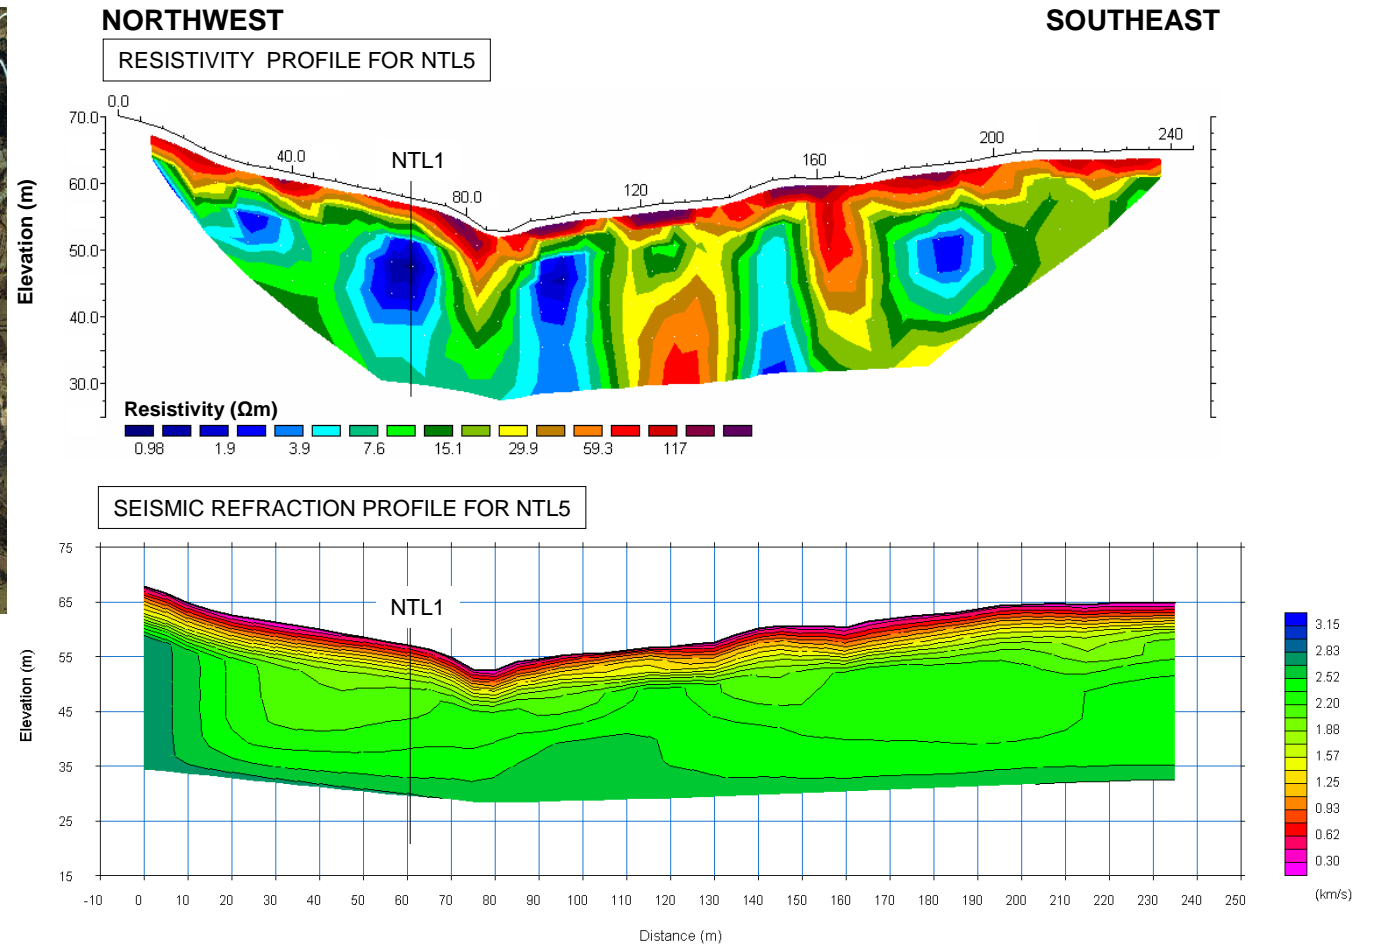 NORTHWEST SOUTHEAST
RESISTIVITY PROFILE FOR NTL5
0.0
70.0
240
200
40.0 NTL1 160
60.0
80.0 120
50.0
40.0
30.0
Elevation (m)
Resistivity (Ωm)
0.98 1.9 3.9 7.6 15.1 29.9 59.3 117
SEISMIC REFRACTION PROFILE FOR NTL5
75
65
NTL1
55
45
35
25
15
Elevation (m)
-10 0 10 20 30 40 50 60 70 80 90 100 110 120 130 140 150 160 170 180 190 200 210 220 230 240 250
Distance (m)
3.15
2.83
2.52
2.20
1.88
1.57
1.25
0.93
0.62
0.30
(km/s)